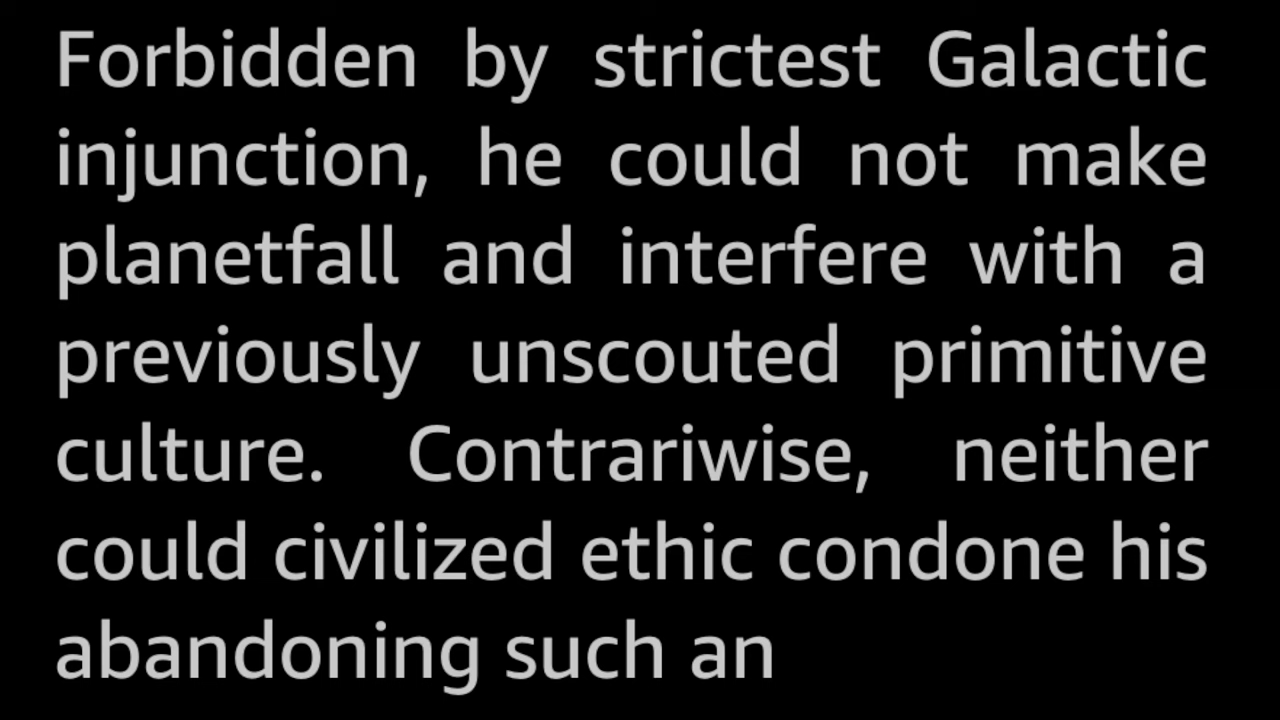 Forbidden by strictest Galactic
injunction, he could not make
planetfall and interfere with a
previously unscouted primitive
culture. Contrariwise, neither
could civilized ethic condone his
abandoning such an